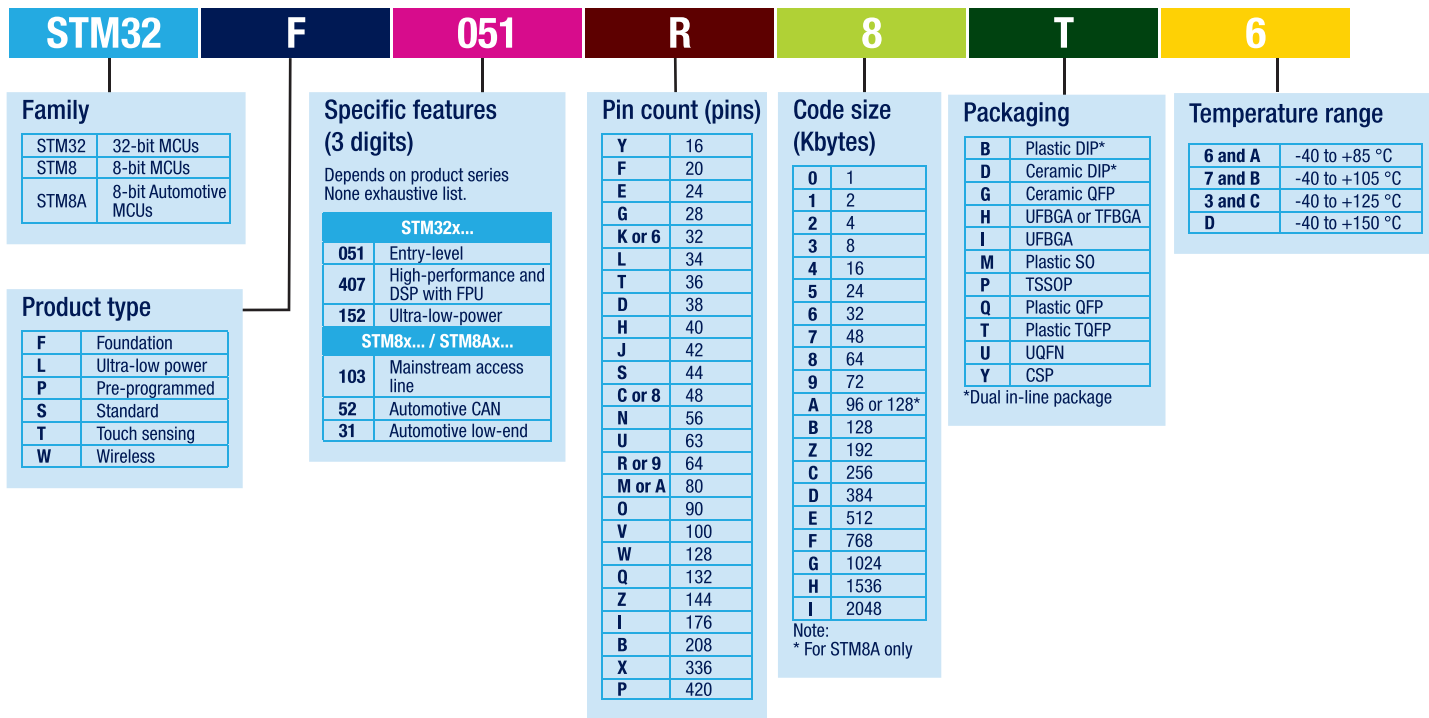 STM32 F 051 R 8 T 6
Family
STM32 32-bit MCUs
STM8 8-bit MCUs
STM8A 8-bit Automotive
MCUs
Product type
F Foundation
L Ultra-low power
P Pre-programmed
S Standard
T Touch sensing
W Wireless
Specific features
(3 digits)
Depends on product series
None exhaustive list.
STM32x...
051 Entry-level
407 High-performance and
DSP with FPU
152 Ultra-low-power
STM8x... / STM8Ax...
103 Mainstream access
line
52 Automotive CAN
31 Automotive low-end
Pin count (pins)
Y 16
F 20
E 24
G 28
K or 6 32
L 34
T 36
D 38
H 40
J 42
S 44
C or 8 48
N 56
U 63
R or 9 64
M or A 80
O 90
V 100
W 128
Q 132
Z 144
I 176
B 208
X 336
P 420
Code size
(Kbytes)
0 1
1 2
2 4
3 8
4 16
5 24
6 32
7 48
8 64
9 72
A 96 or 128*
B 128
Z 192
C 256
D 384
E 512
F 768
G 1024
H 1536
I 2048
Note:
* For STM8A only
Packaging
B Plastic DIP*
D Ceramic DIP*
G Ceramic QFP
H UFBGA or TFBGA
I UFBGA
M Plastic SO
P TSSOP
Q Plastic QFP
T Plastic TQFP
U UQFN
Y CSP
*Dual in-line package
Temperature range
6 and A -40 to +85 °C
7 and B -40 to +105 °C
3 and C -40 to +125 °C
D -40 to +150 °C